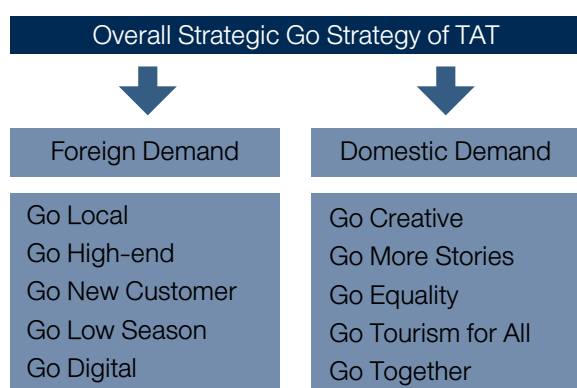 Overall Strategic Go Strategy of TAT
Foreign Demand
Go Local
Go High-end
Go New Customer
Go Low Season
Go Digital
Domestic Demand
Go Creative
Go More Stories
Go Equality
Go Tourism for All
Go Together